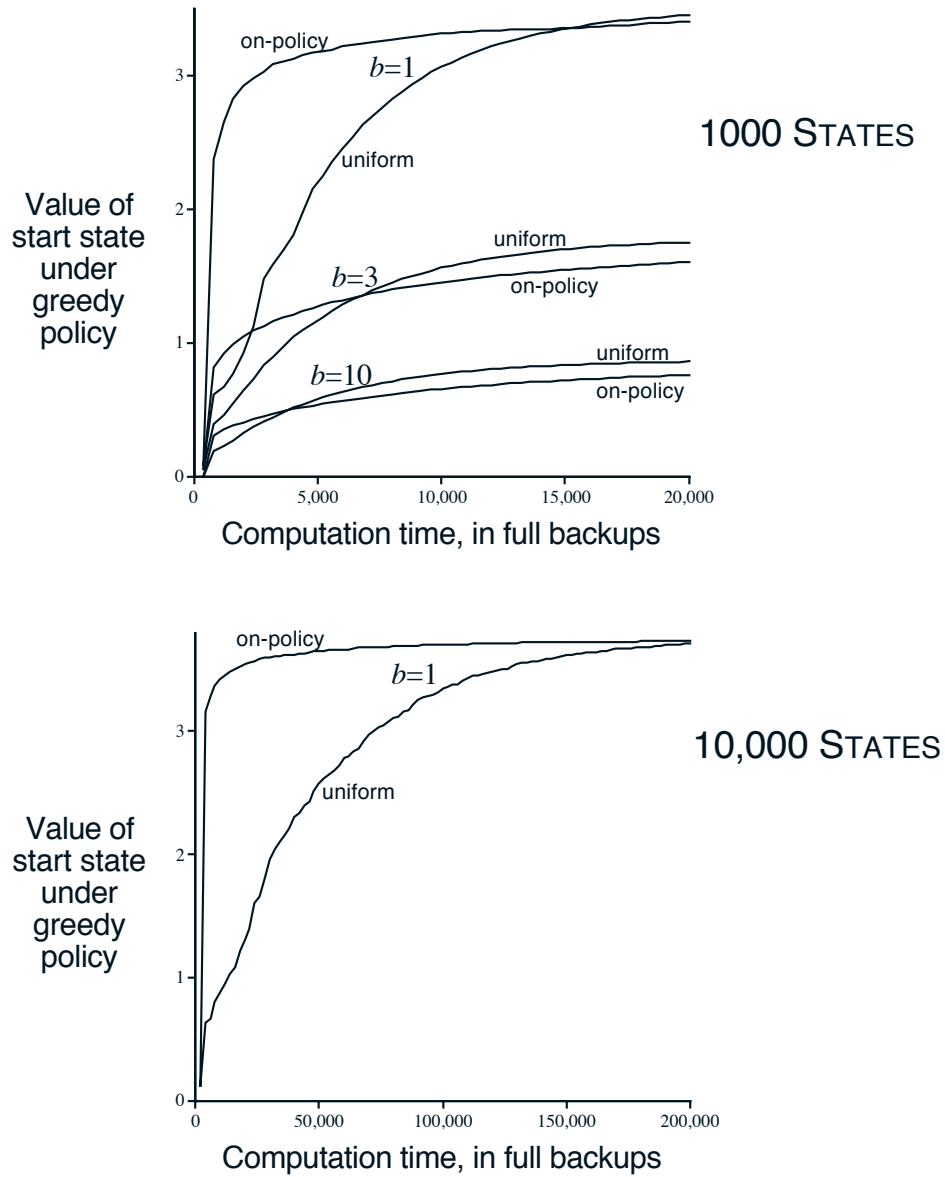 on-policy
b=1
uniform
1000 STATES
Value of
start state
under
greedy
policy
uniform
b=3
on-policy
b=10
uniform
on-policy
3
2
1
0
0 5,000 10,000 15,000 20,000
Computation time, in full backups
on-policy
b=1
10,000 STATES
uniform
Value of
start state
under
greedy
policy
3
2
1
0
0 50,000 100,000 150,000 200,000
Computation time, in full backups